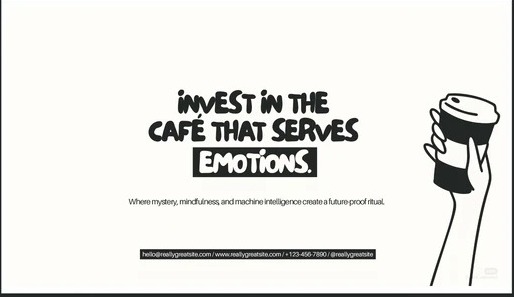 iNVEST iN THE
CAFÉ THAT SERVES
EMOTiONS.
Where mystery, mindfulness, and machine intelligence create a future-proof ritual.
hello@reallygreatsite.com / www.reallygreatsite.com / +123-456-7890 / @reallygreatsite